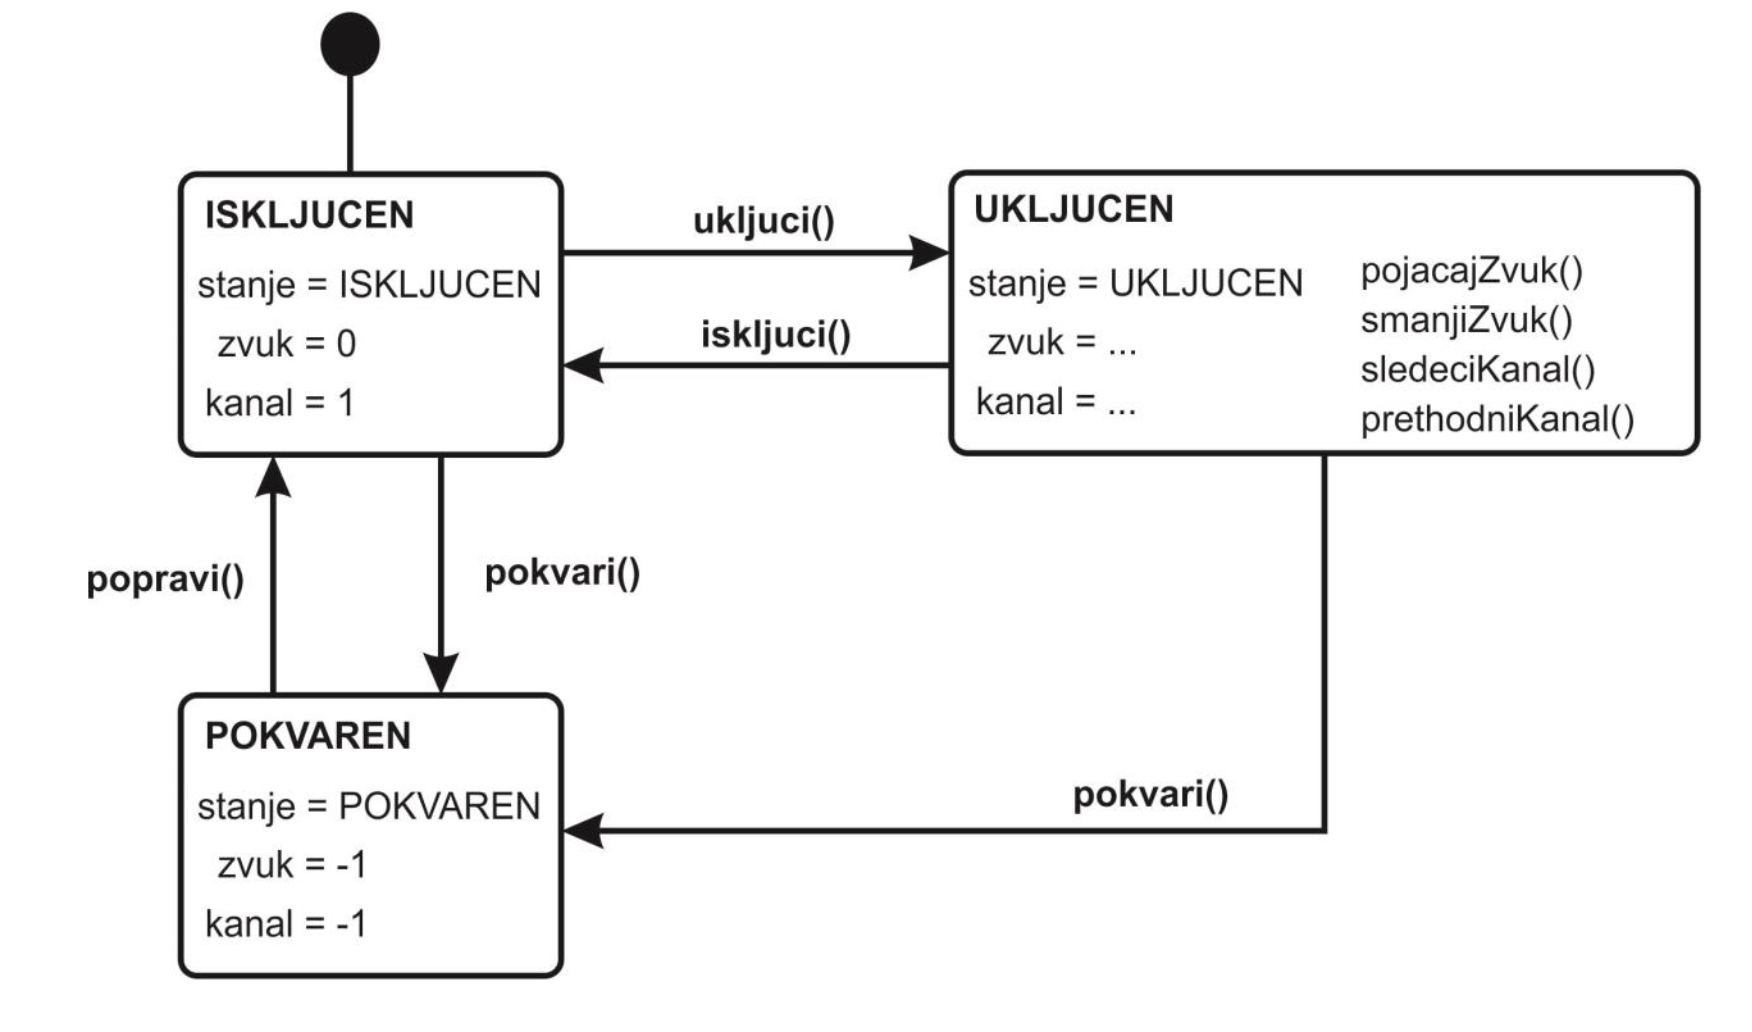 ISKLJUCEN
stanje = ISKLJUCEN
zvuk = 0
kanal = 1
ukljuci()
iskljuci()
UKLJUCEN
stanje = UKLJUCEN
zvuk = ...
kanal = ...
pojacajZvuk()
smanjiZvuk()
sledeciKanal()
prethodniKanal()
popravi()
pokvari()
POKVAREN
stanje = POKVAREN
zvuk = -1
kanal = -1
pokvari()